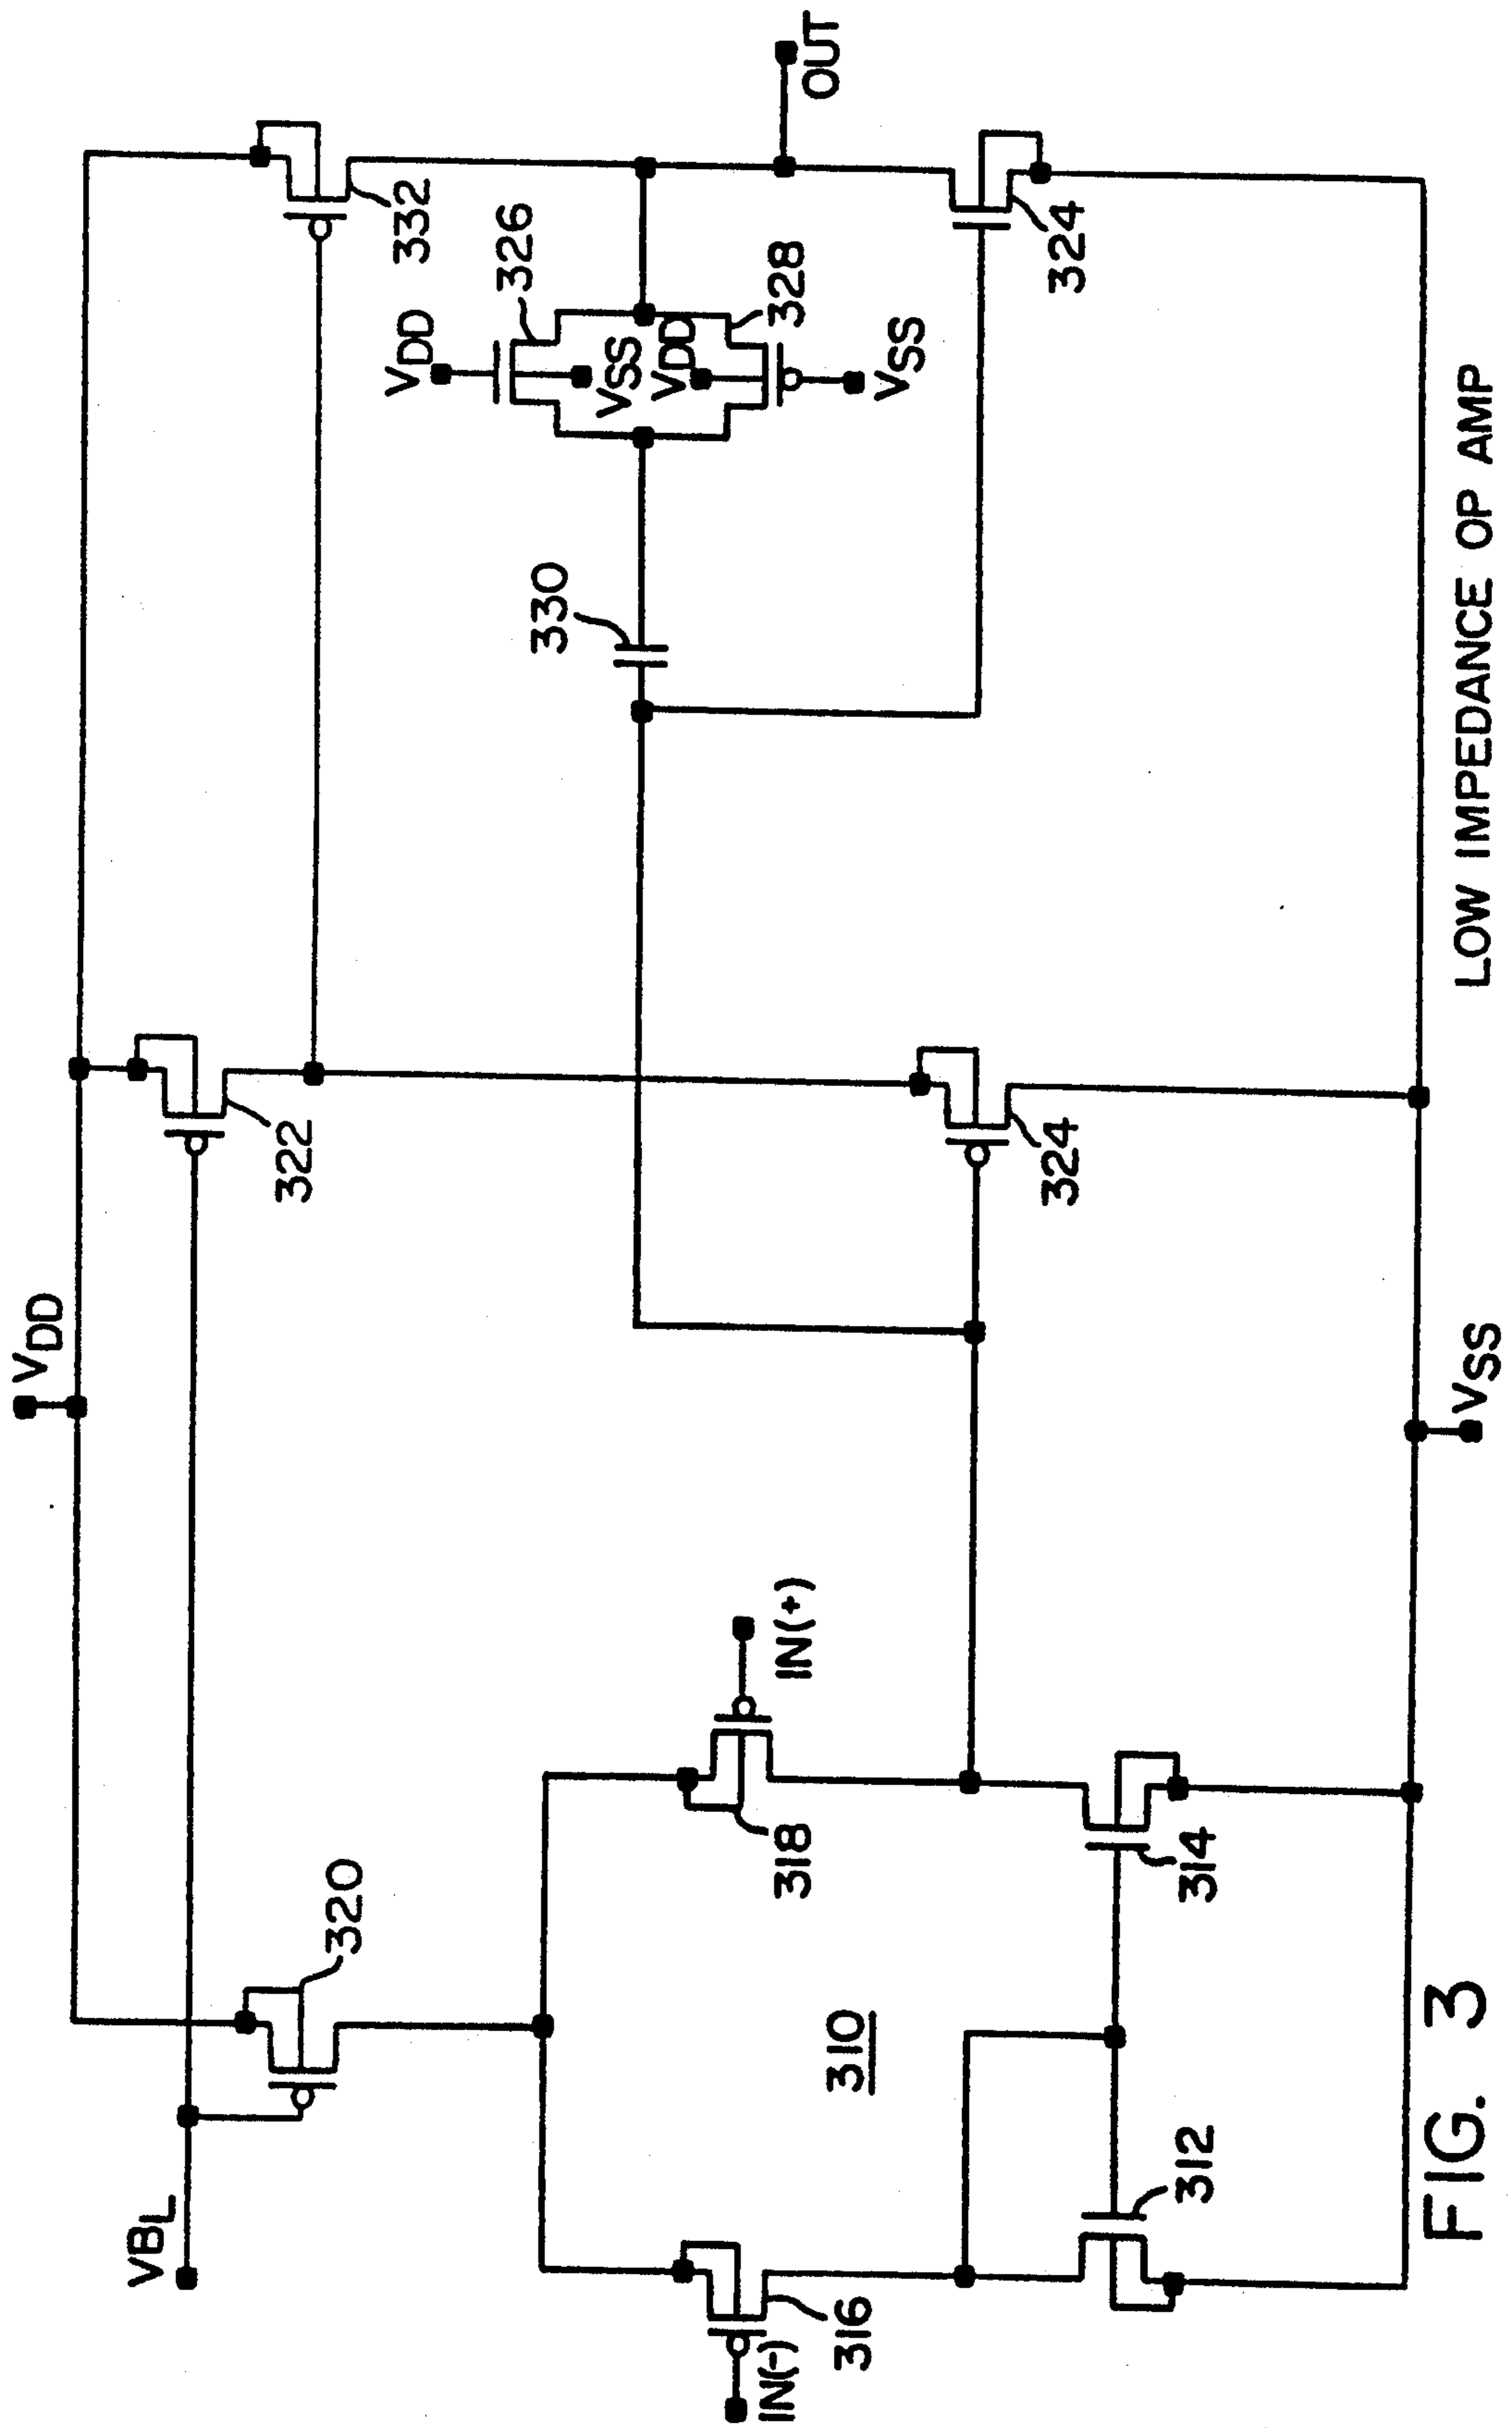 VDD
VBL
320
322
332
VDD
326
VSS
VDD
328
VSS
330
OUT
IN(-)
316
318
IN(+)
310
312
314
324
324
VSS
FIG. 3
LOW IMPEDANCE OP AMP